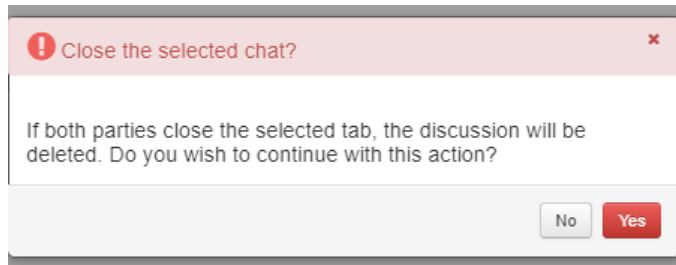 Close the selected chat?
If both parties close the selected tab, the discussion will be
deleted. Do you wish to continue with this action?
No
Yes